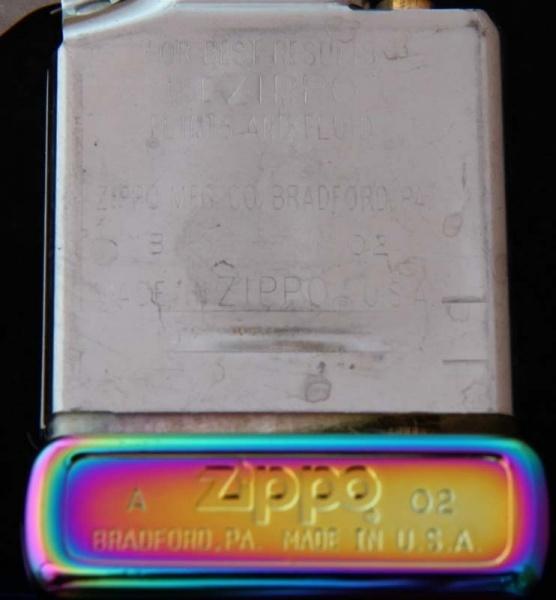 FOR BEST RESULTS
USE ZIPPO
FLINTS AND FLUID
ZIPPO MFG. CO. BRADFORD, PA.
B 02
MADE IN ZIPPO® U.S.A.
Zippo
A 02
BRADFORD, PA. MADE IN U.S.A.